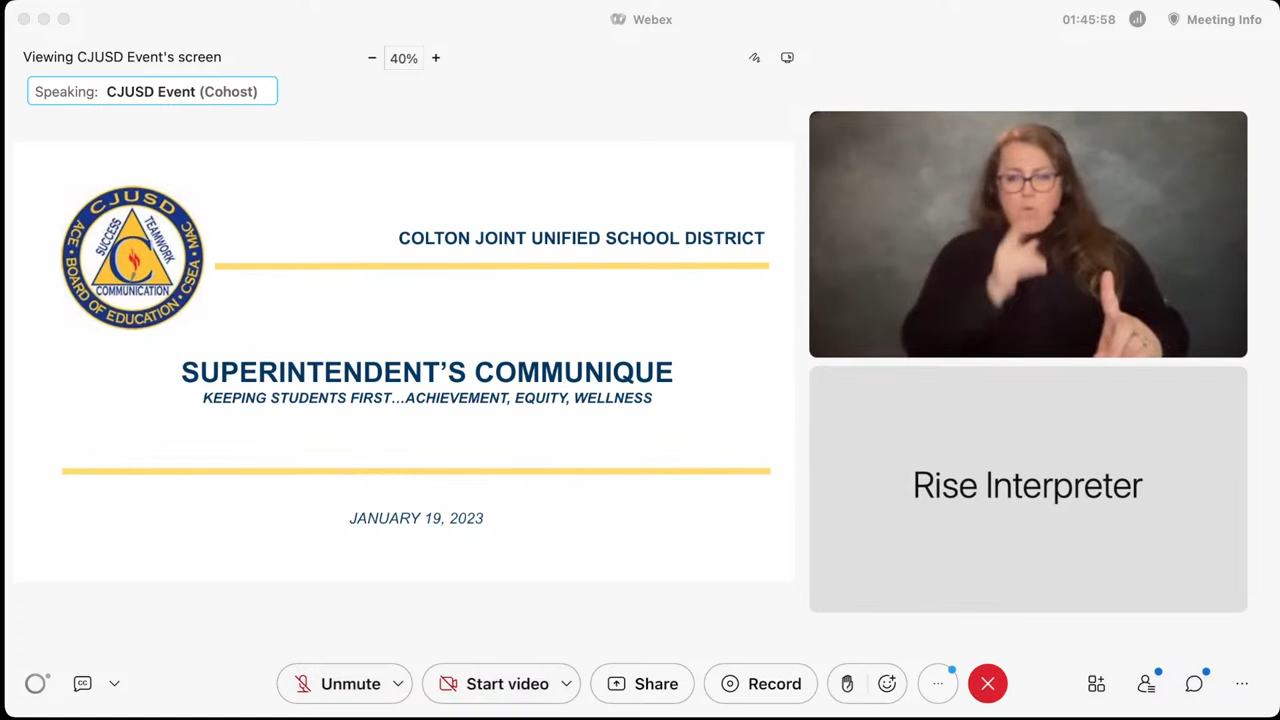 Webex
01:45:58
Meeting Info
Viewing CJUSD Event's screen
− 40% +
Speaking: CJUSD Event (Cohost)
CJUSD
ACE • BOARD OF EDUCATION • CSEA • MAC
SUCCESS
TEAMWORK
C
COMMUNICATION
COLTON JOINT UNIFIED SCHOOL DISTRICT
SUPERINTENDENT’S COMMUNIQUE
KEEPING STUDENTS FIRST…ACHIEVEMENT, EQUITY, WELLNESS
JANUARY 19, 2023
Rise Interpreter
CC
Unmute
Start video
Share
Record